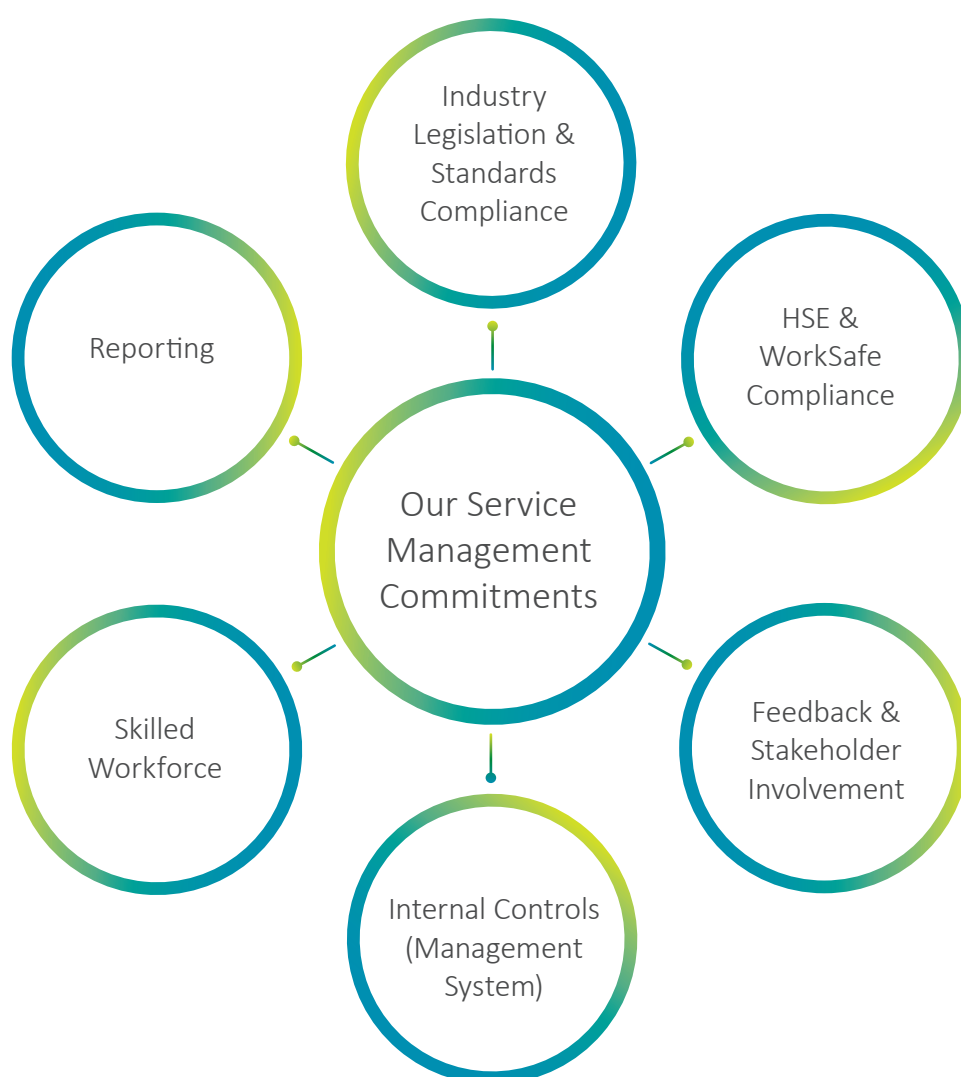 Industry
Legislation &
Standards
Compliance
Reporting
HSE &
WorkSafe
Compliance
Our Service
Management
Commitments
Skilled
Workforce
Feedback &
Stakeholder
Involvement
Internal Controls
(Management
System)